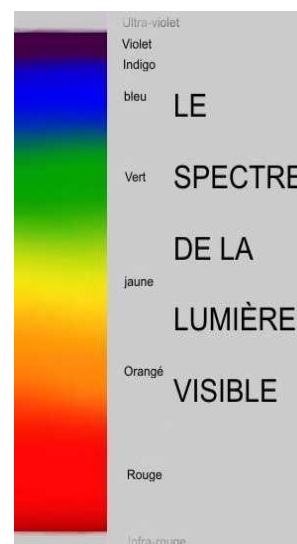 Ultra-violet
Violet
Indigo
bleu
LE
Vert
SPECTRE
DE LA
jaune
LUMIÈRE
Orangé
VISIBLE
Rouge
Infra-rouge